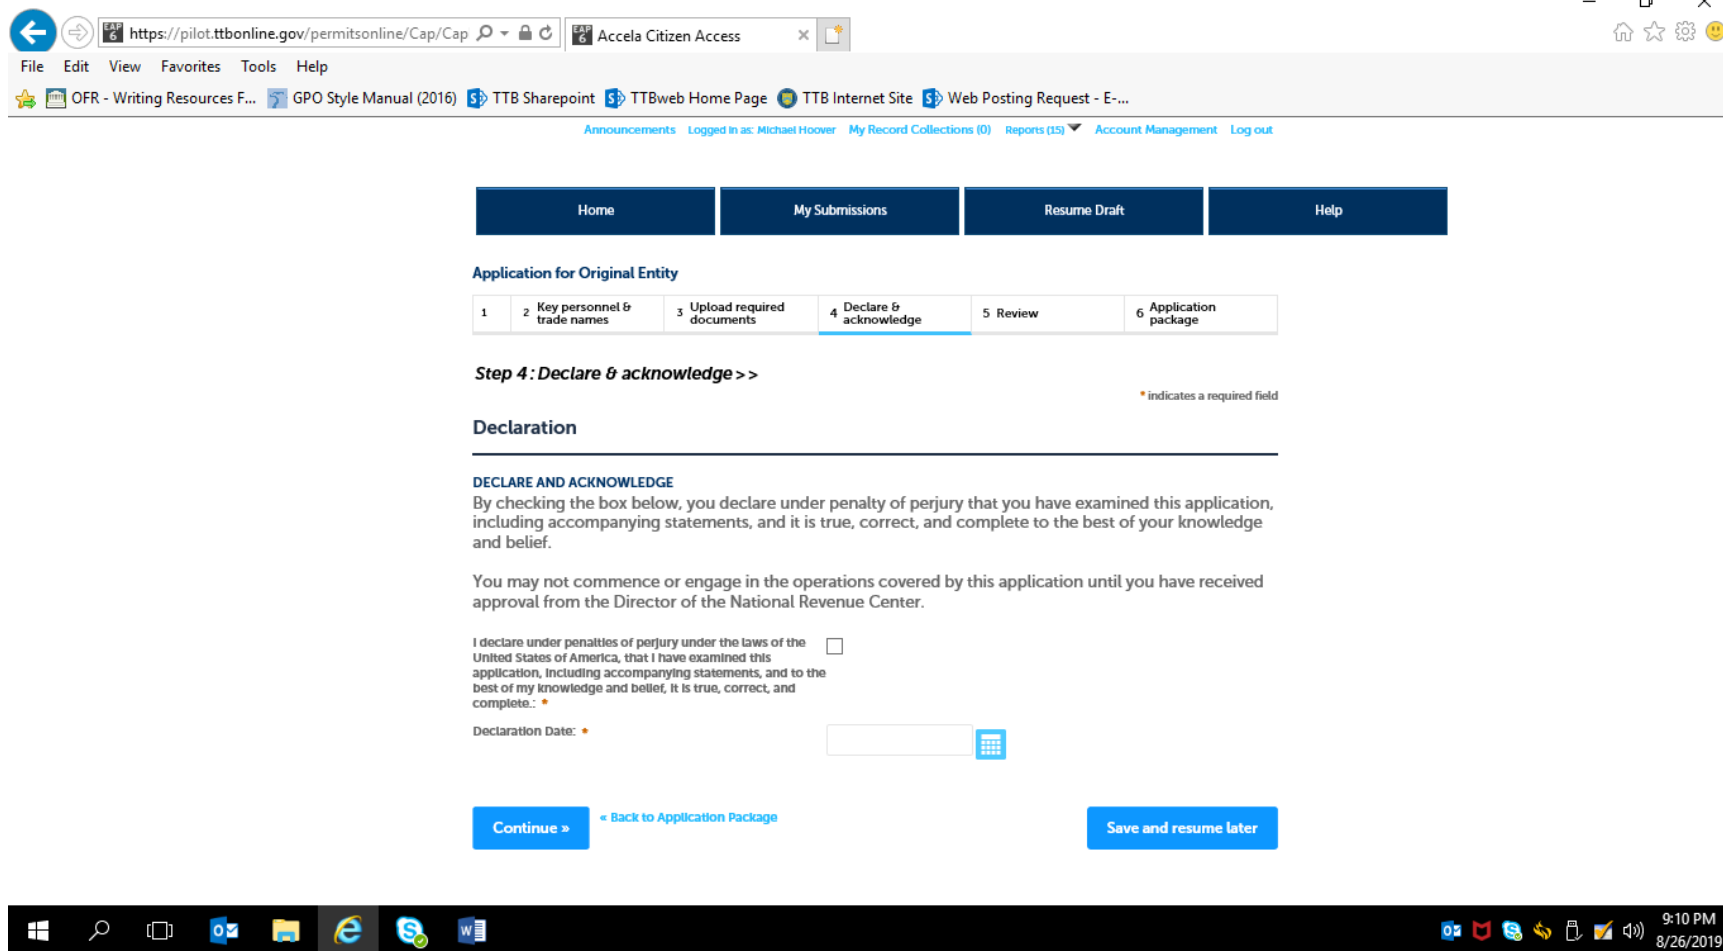 https://pilot.ttbonline.gov/permitsonline/Cap/Cap
EAP 6 Accela Citizen Access
File Edit View Favorites Tools Help
OFR - Writing Resources F... GPO Style Manual (2016) TTB Sharepoint TTBweb Home Page TTB Internet Site Web Posting Request - E-...
Announcements Logged in as: Michael Hoover My Record Collections (0) Reports (15) Account Management Log out
Home My Submissions Resume Draft Help
Application for Original Entity
1 2 Key personnel & trade names 3 Upload required documents 4 Declare & acknowledge 5 Review 6 Application package
Step 4: Declare & acknowledge>>
* indicates a required field
Declaration
DECLARE AND ACKNOWLEDGE
By checking the box below, you declare under penalty of perjury that you have examined this application,
including accompanying statements, and it is true, correct, and complete to the best of your knowledge
and belief.
You may not commence or engage in the operations covered by this application until you have received
approval from the Director of the National Revenue Center.
I declare under penalties of perjury under the laws of the
United States of America, that I have examined this
application, including accompanying statements, and to the
best of my knowledge and belief, it is true, correct, and
complete.: *
Declaration Date: *
Continue » « Back to Application Package Save and resume later
9:10 PM
8/26/2019